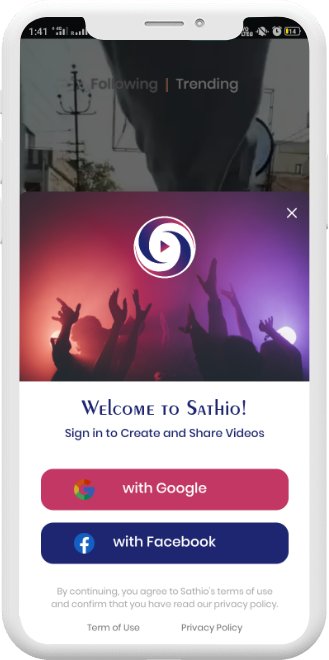 1:41
14
Following | Trending
Welcome to Sathio!
Sign in to Create and Share Videos
with Google
with Facebook
By continuing, you agree to Sathio's terms of use
and confirm that you have read our privacy policy.
Term of Use
Privacy Policy